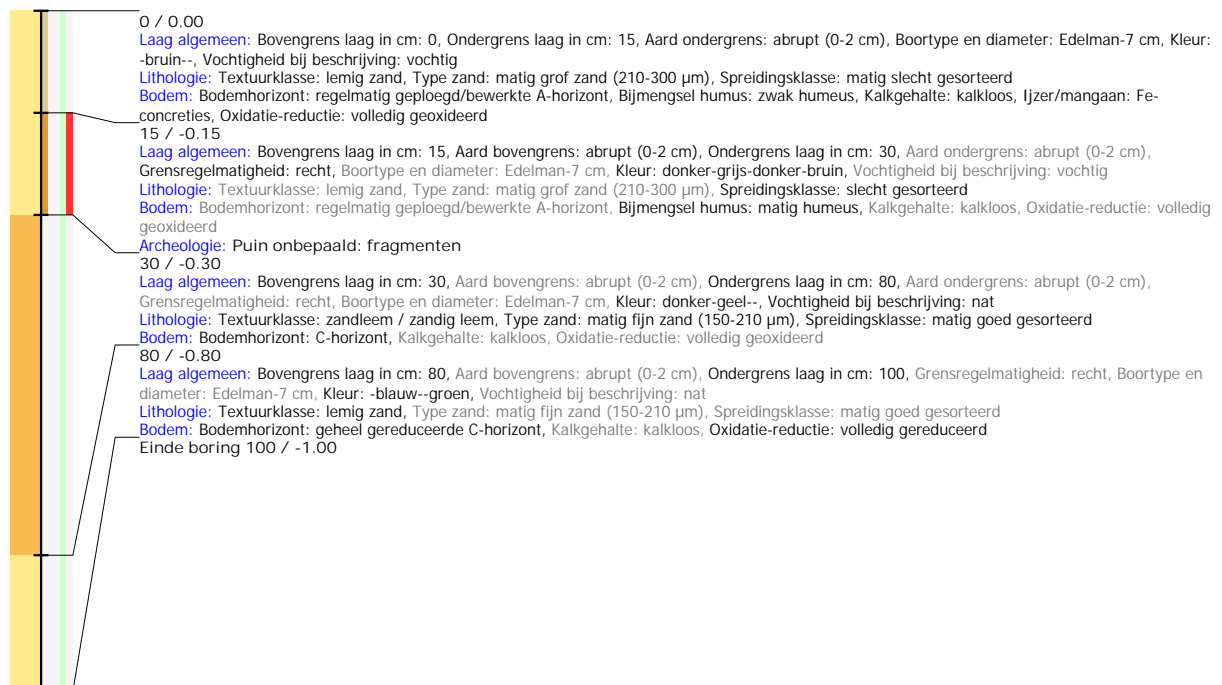 0 / 0.00
Laag algemeen: Bovengrens laag in cm: 0, Ondergrens laag in cm: 15, Aard ondergrens: abrupt (0-2 cm), Boortype en diameter: Edelman-7 cm, Kleur:
-bruin--, Vochtigheid bij beschrijving: vochtig
Lithologie: Textuurklasse: lemig zand, Type zand: matig grof zand (210-300 µm), Spreidingsklasse: matig slecht gesorteerd
Bodem: Bodemhorizont: regelmatig geploegd/bewerkte A-horizont, Bijmengsel humus: zwak humeus, Kalkgehalte: kalkloos, Ijzer/mangaan: Fe-
concreties, Oxidatie-reductie: volledig geoxideerd
15 / -0.15
Laag algemeen: Bovengrens laag in cm: 15, Aard bovengrens: abrupt (0-2 cm), Ondergrens laag in cm: 30, Aard ondergrens: abrupt (0-2 cm),
Grensregelmatigheid: recht, Boortype en diameter: Edelman-7 cm, Kleur: donker-grijs-donker-bruin, Vochtigheid bij beschrijving: vochtig
Lithologie: Textuurklasse: lemig zand, Type zand: matig grof zand (210-300 µm), Spreidingsklasse: slecht gesorteerd
Bodem: Bodemhorizont: regelmatig geploegd/bewerkte A-horizont, Bijmengsel humus: matig humeus, Kalkgehalte: kalkloos, Oxidatie-reductie: volledig
geoxideerd
Archeologie: Puin onbepaald: fragmenten
30 / -0.30
Laag algemeen: Bovengrens laag in cm: 30, Aard bovengrens: abrupt (0-2 cm), Ondergrens laag in cm: 80, Aard ondergrens: abrupt (0-2 cm),
Grensregelmatigheid: recht, Boortype en diameter: Edelman-7 cm, Kleur: donker-geel--, Vochtigheid bij beschrijving: nat
Lithologie: Textuurklasse: zandleem / zandig leem, Type zand: matig fijn zand (150-210 µm), Spreidingsklasse: matig goed gesorteerd
Bodem: Bodemhorizont: C-horizont, Kalkgehalte: kalkloos, Oxidatie-reductie: volledig geoxideerd
80 / -0.80
Laag algemeen: Bovengrens laag in cm: 80, Aard bovengrens: abrupt (0-2 cm), Ondergrens laag in cm: 100, Grensregelmatigheid: recht, Boortype en
diameter: Edelman-7 cm, Kleur: -blauw--groen, Vochtigheid bij beschrijving: nat
Lithologie: Textuurklasse: lemig zand, Type zand: matig fijn zand (150-210 µm), Spreidingsklasse: matig goed gesorteerd
Bodem: Bodemhorizont: geheel gereduceerde C-horizont, Kalkgehalte: kalkloos, Oxidatie-reductie: volledig gereduceerd
Einde boring 100 / -1.00